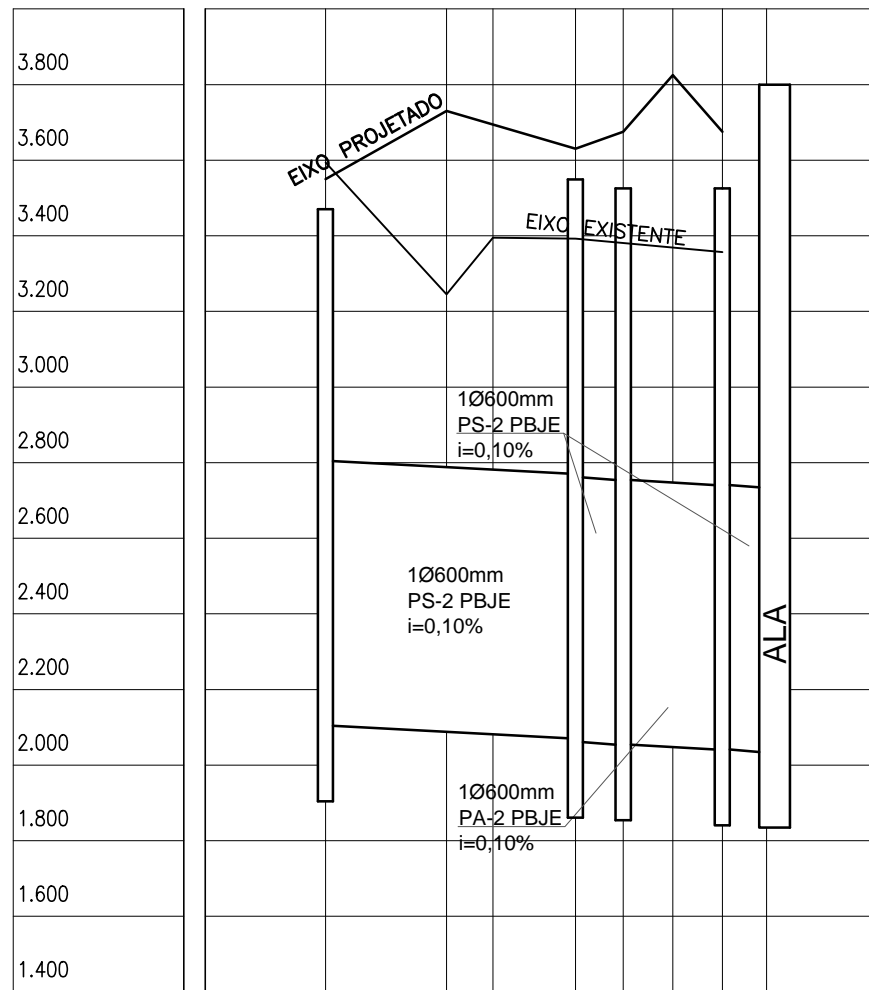 3.800
3.600
3.400
3.200
3.000
2.800
2.600
2.400
2.200
2.000
1.800
1.600
1.400
EIXO PROJETADO
EIXO EXISTENTE
1Ø600mm
PS-2 PBJE
i=0,10%
1Ø600mm
PS-2 PBJE
i=0,10%
ALA
1Ø600mm
PA-2 PBJE
i=0,10%